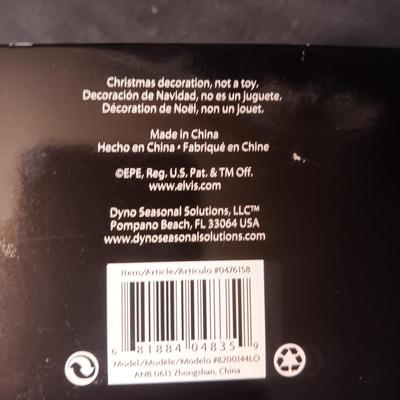 Christmas decoration, not a toy.
Decoración de Navidad, no es un juguete.
Décoration de Noël, non un jouet.
Made in China
Hecho en China • Fabriqué en Chine
©EPE, Reg. U.S. Pat. & TM Off.
www.elvis.com
Dyno Seasonal Solutions, LLC™
Pompano Beach, FL 33064 USA
www.dynoseasonalsolutions.com
Item/Article/Artículo #0476158
6 81884 04835 9
Model/Modèle/Modelo #8200144LO
ANB 0613 Zhongshan, China